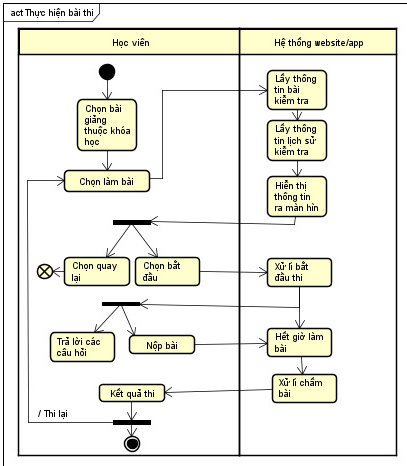 act Thực hiện bài thi
Học viên
Hệ thống website/app
Chọn bài
giảng
thuộc khóa
học
Lấy thông
tin bài
kiểm tra
Lấy thông
tin lịch sử
kiểm tra
Chọn làm bài
Hiển thị
thông tin
ra màn hìn
Chọn quay
lại
Chọn bắt
đầu
Xử lí bắt
đầu thi
Trả lời các
câu hỏi
Nộp bài
Hết giờ làm
bài
Xử lí chấm
bài
Kết quả thi
/ Thi lại